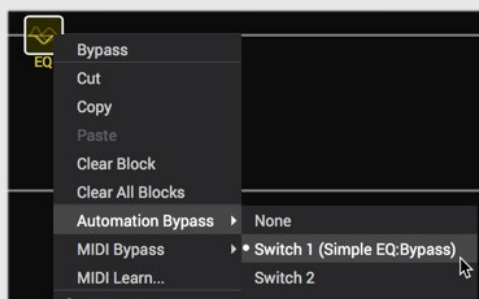 EQ
Bypass
Cut
Copy
Paste
Clear Block
Clear All Blocks
Automation Bypass
None
MIDI Bypass
Switch 1 (Simple EQ:Bypass)
MIDI Learn...
Switch 2